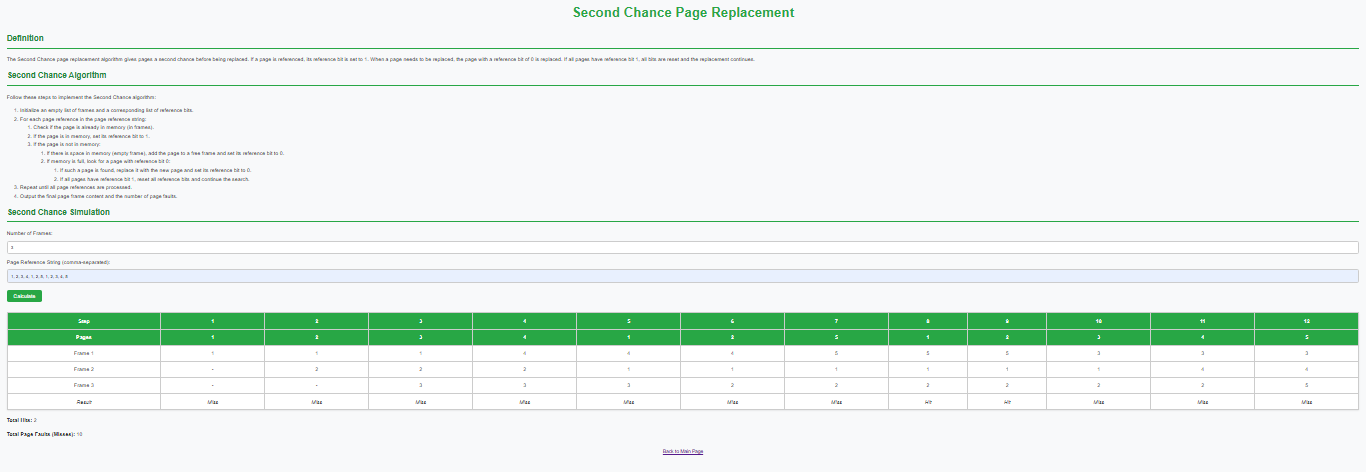 Second Chance Page Replacement
Definition
The Second Chance page replacement algorithm gives pages a second chance before being replaced. If a page is referenced, its reference bit is set to 1. When a page needs to be replaced, the page with a reference bit of 0 is replaced. If all pages have reference bit 1, all bits are reset and the replacement continues.
Second Chance Algorithm
Follow these steps to implement the Second Chance algorithm:
1. Initialize an empty list of frames and a corresponding list of reference bits.
2. For each page reference in the page reference string:
1. Check if the page is already in memory (in frames).
2. If the page is in memory, set its reference bit to 1.
3. If the page is not in memory:
1. If there is space in memory (empty frame), add the page to a free frame and set its reference bit to 0.
2. If memory is full, look for a page with reference bit 0:
1. If such a page is found, replace it with the new page and set its reference bit to 0.
2. If all pages have reference bit 1, reset all reference bits and continue the search.
3. Repeat until all page references are processed.
4. Output the final page frame content and the number of page faults.
Second Chance Simulation
Number of Frames:
3
Page Reference String (comma-separated):
1, 2, 3, 4, 1, 2, 5, 1, 2, 3, 4, 5
Calculate
Step 1 2 3 4 5 6 7 8 9 10 11 12
Pages 1 2 3 4 1 2 5 1 2 3 4 5
Frame 1 1 1 1 4 4 4 5 5 5 3 3 3
Frame 2 - 2 2 2 1 1 1 1 1 1 4 4
Frame 3 - - 3 3 3 2 2 2 2 2 2 5
Result Miss Miss Miss Miss Miss Miss Miss Hit Hit Miss Miss Miss
Total Hits: 2
Total Page Faults (Misses): 10
Back to Main Page